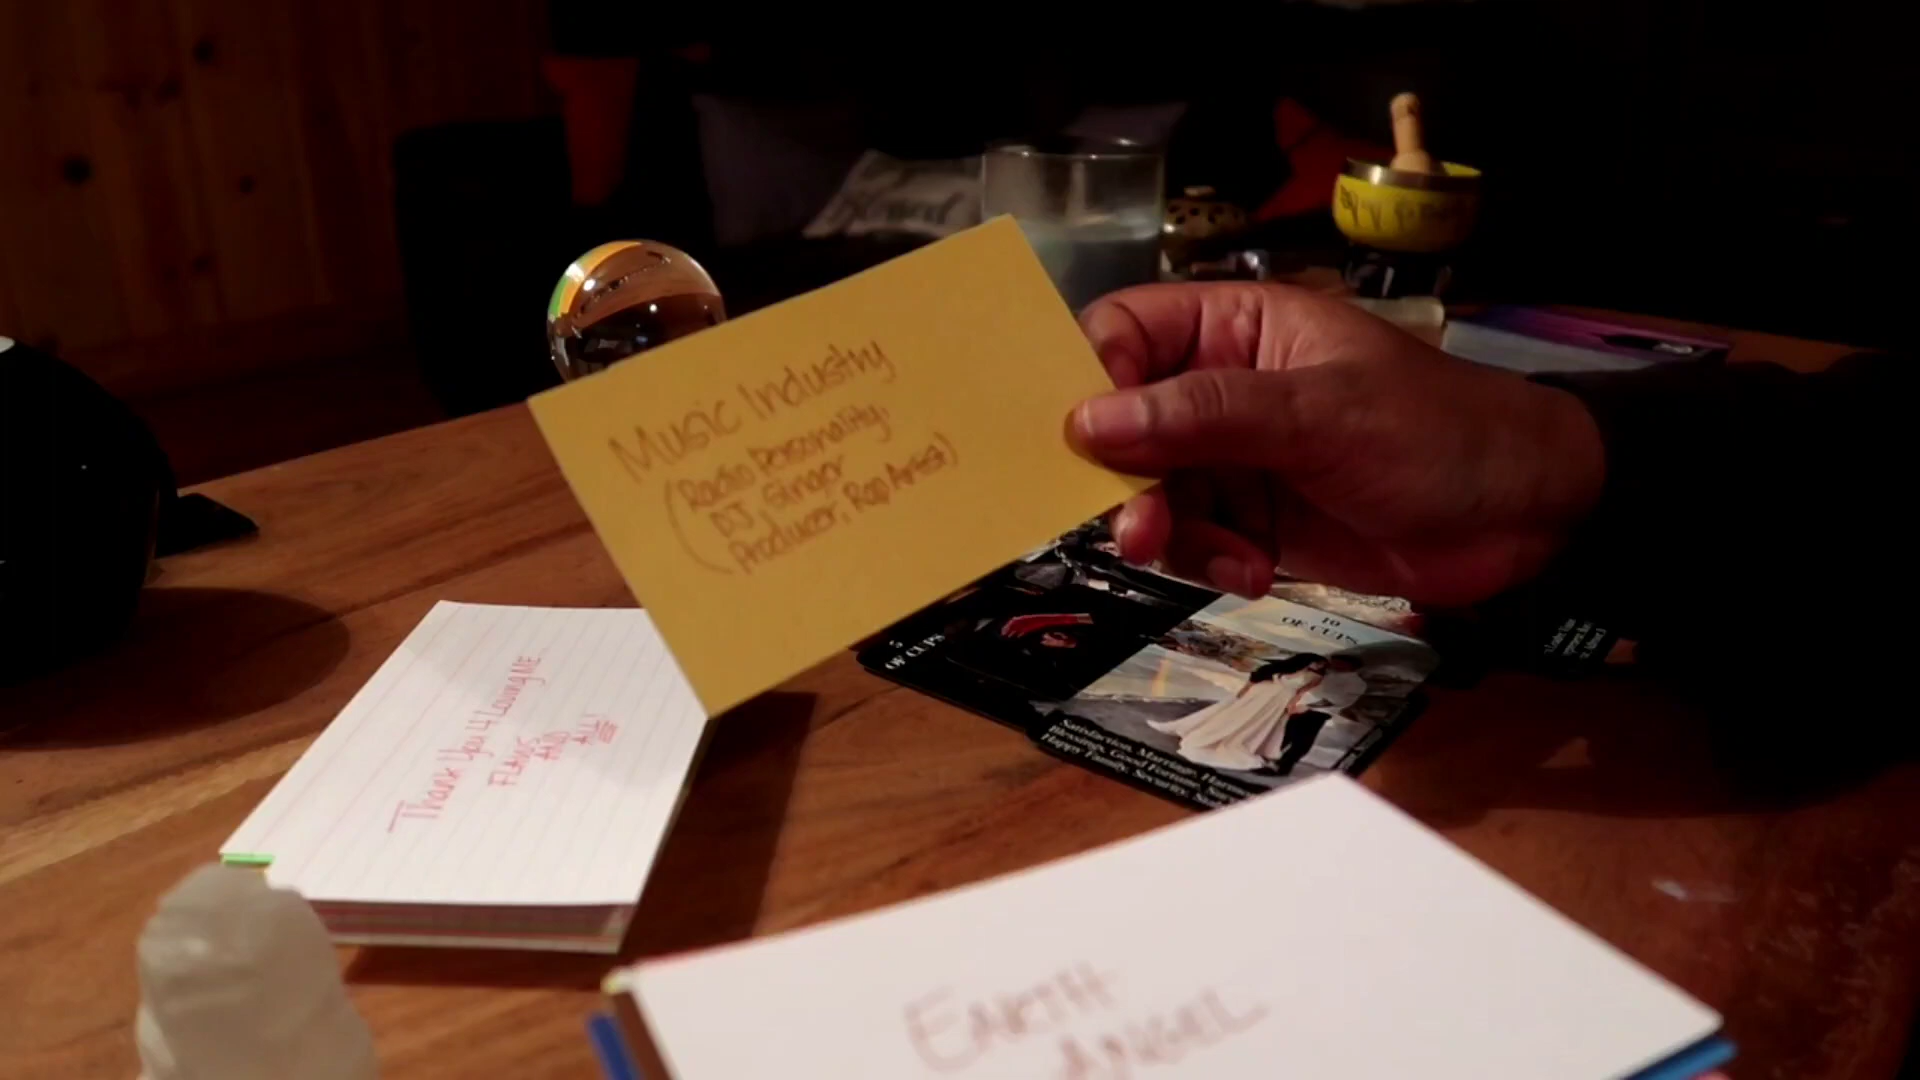 Music Industry
(Radio Personality,
DJ, Singer
Producer, Rap Artist)
Thank You 4 Loving ME
FLAWS
AND
ALL!
5
OF CUPS
10
OF CUPS
Satisfaction, Marriage, Harmony
Blessings, Good Fortune,
Happy Family, Security,
EARTH
ANGEL